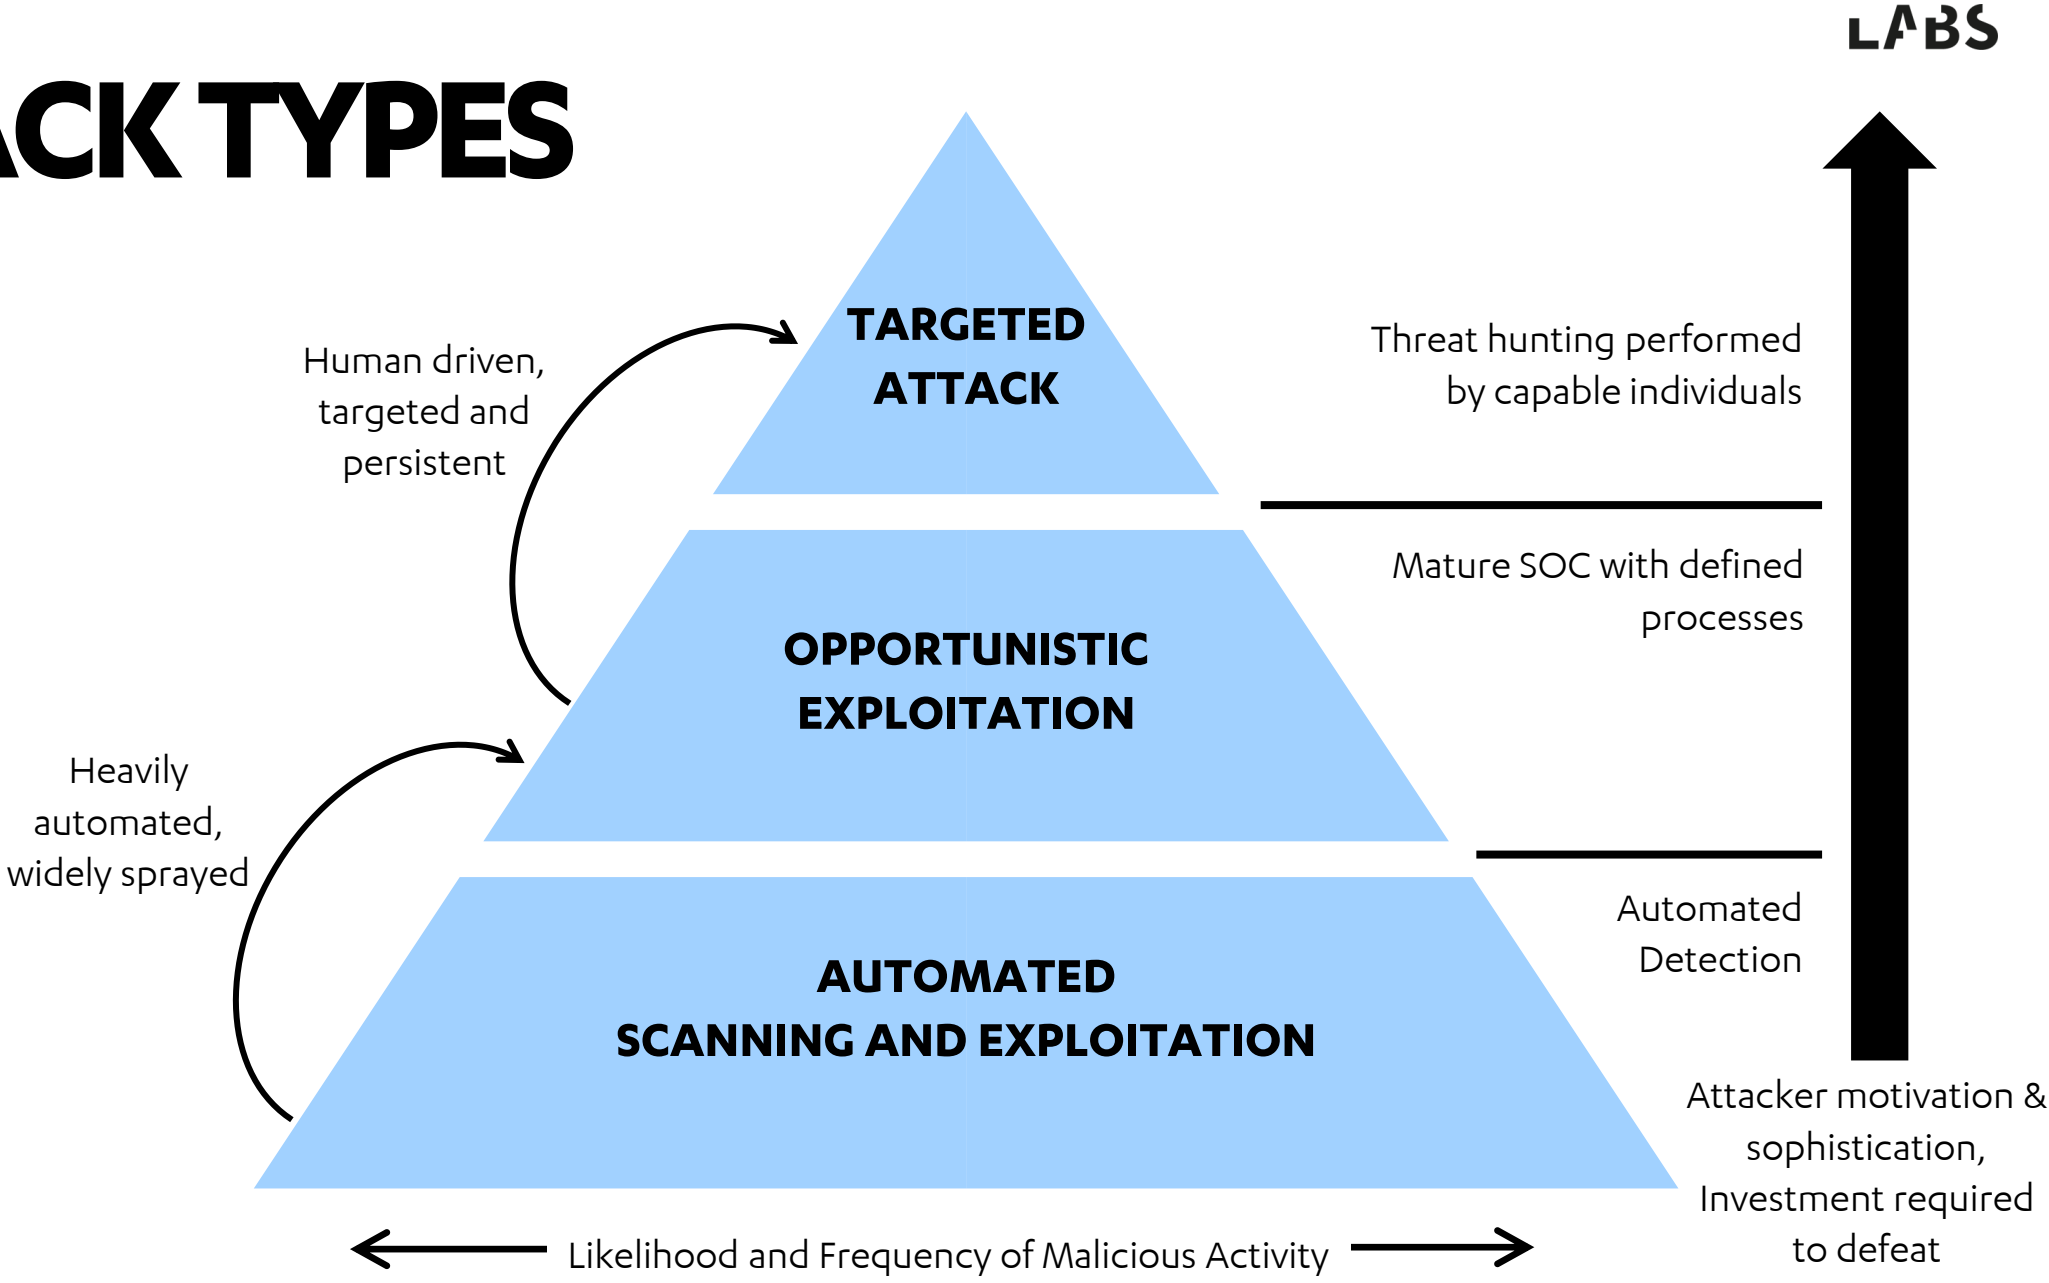 LABS
ACK TYPES
TARGETED
ATTACK
Human driven,
targeted and
persistent
Threat hunting performed
by capable individuals
Mature SOC with defined
processes
OPPORTUNISTIC
EXPLOITATION
Heavily
automated,
widely sprayed
Automated
Detection
AUTOMATED
SCANNING AND EXPLOITATION
Attacker motivation &
sophistication,
Investment required
to defeat
Likelihood and Frequency of Malicious Activity